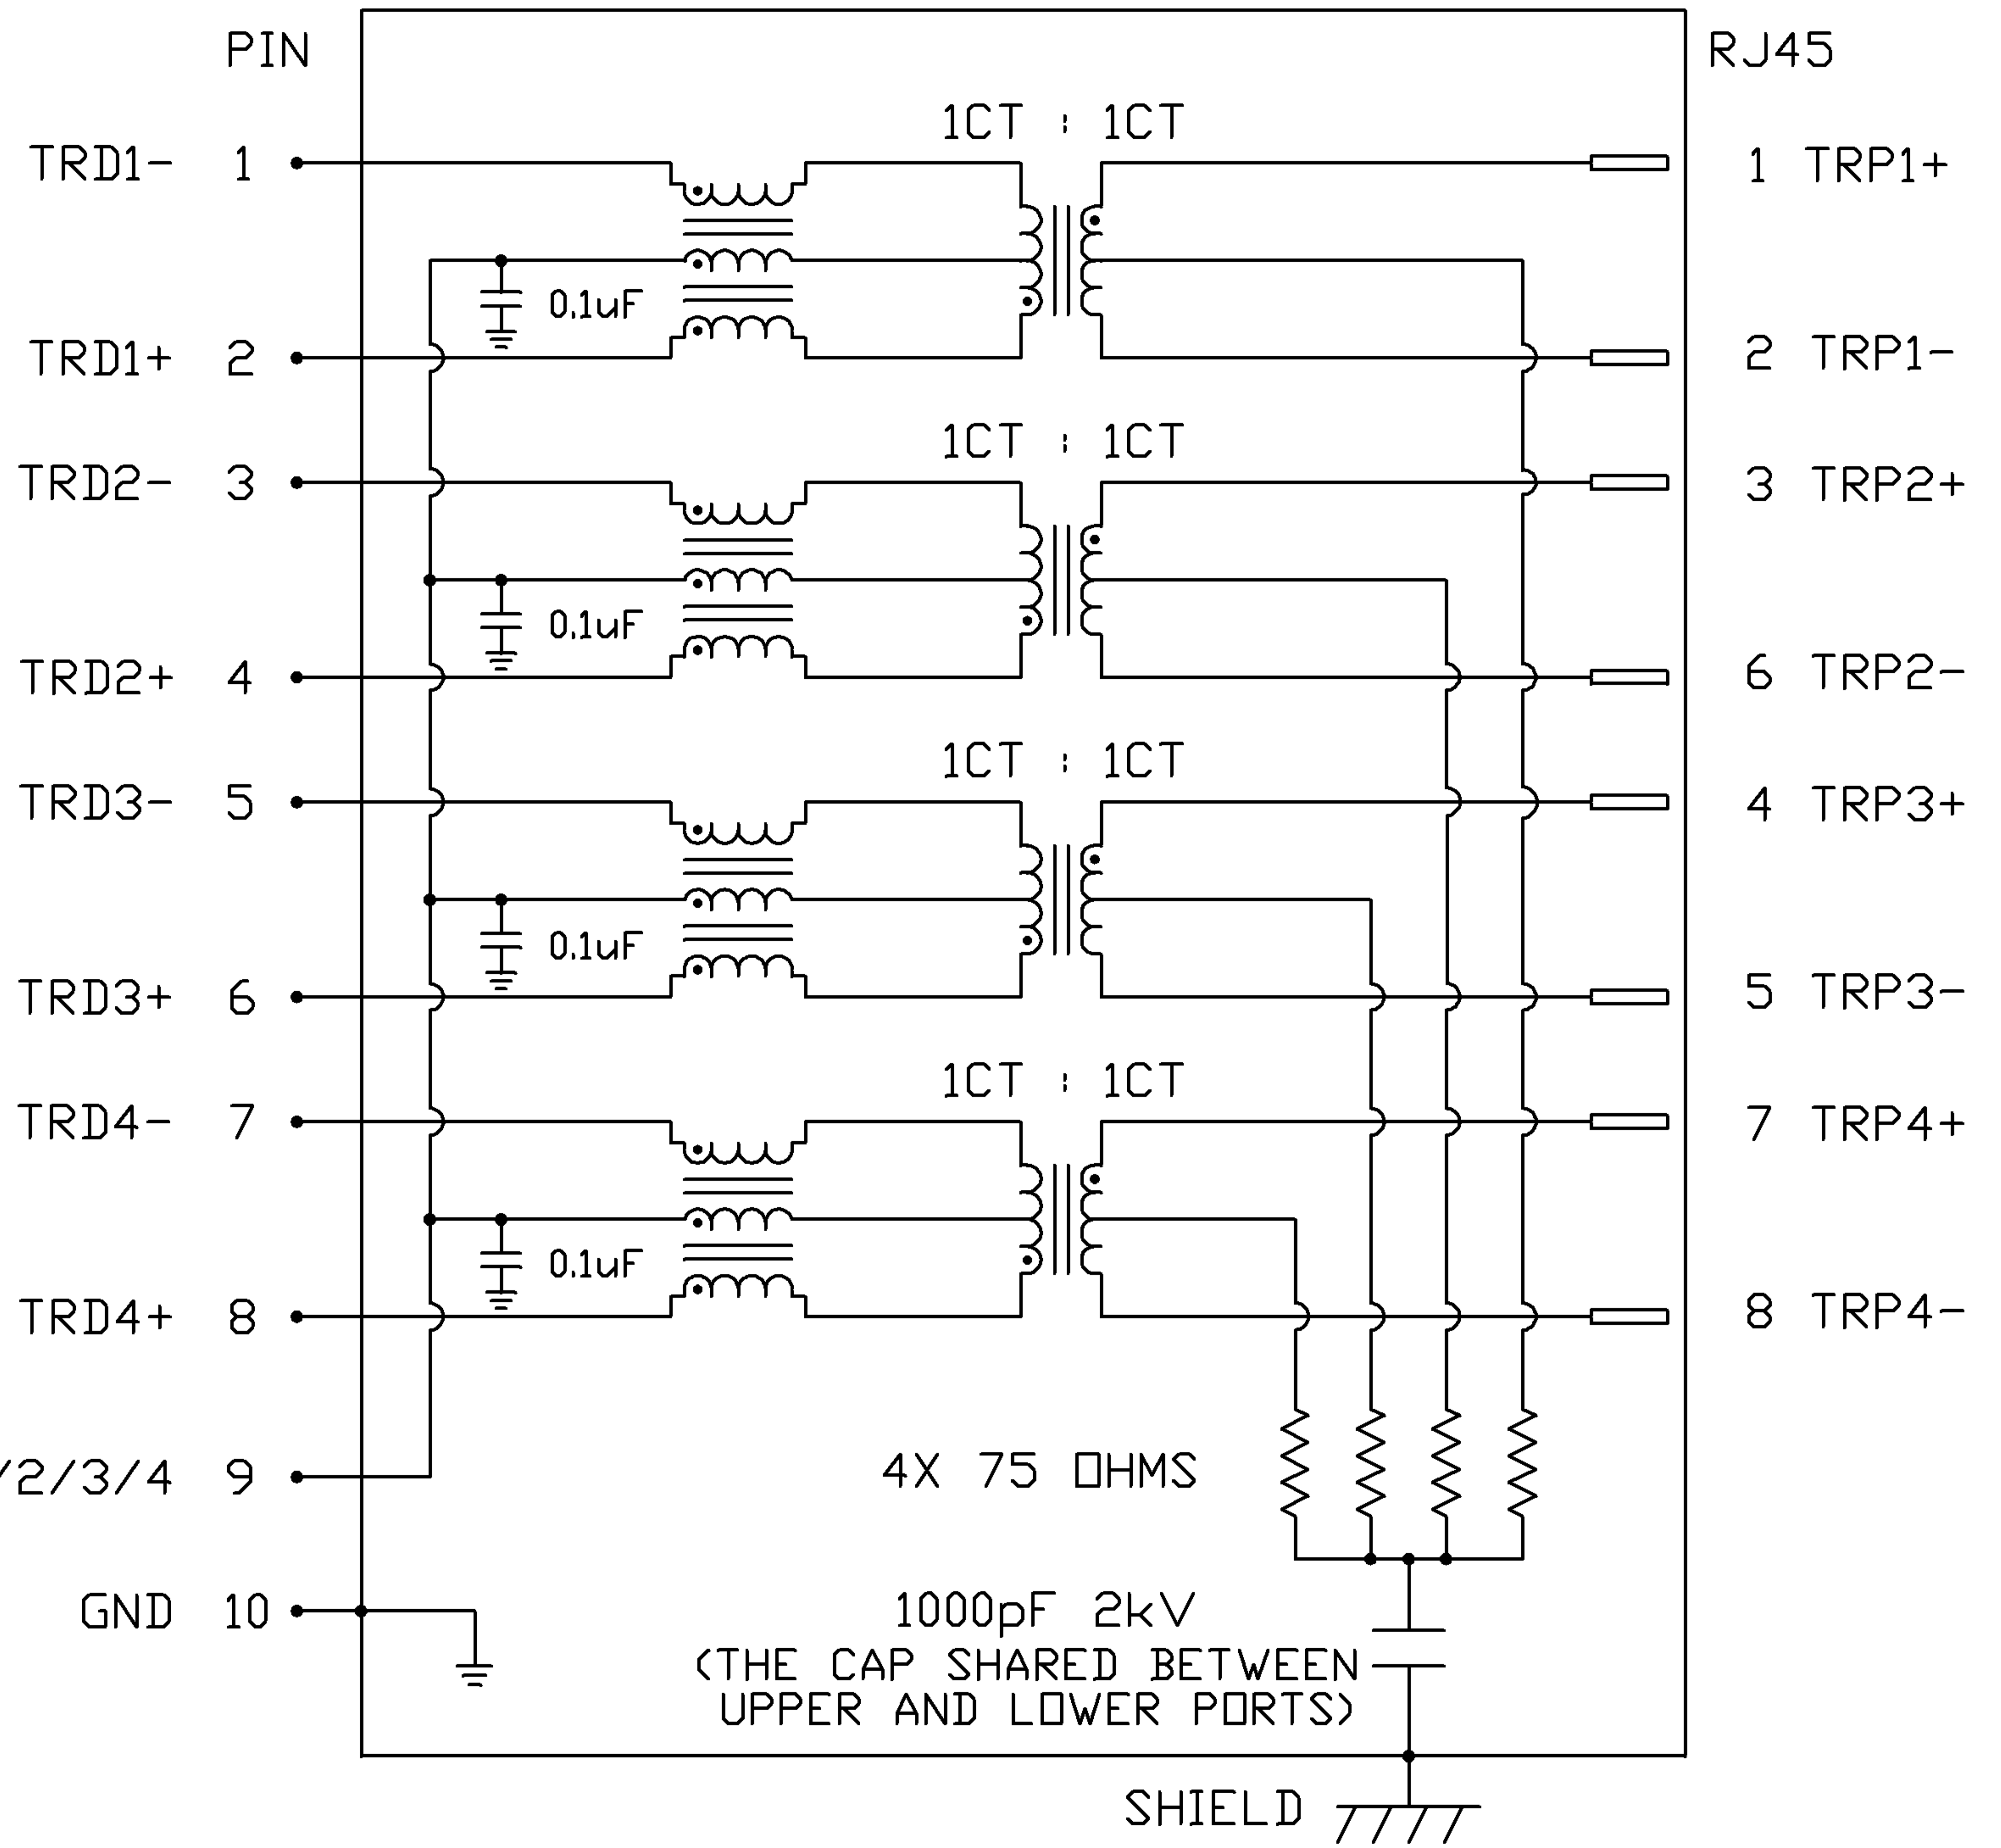 PIN RJ45
1CT : 1CT
TRD1- 1 1 TRP1+
0.1uF
TRD1+ 2 2 TRP1-
1CT : 1CT
TRD2- 3 3 TRP2+
0.1uF
TRD2+ 4 6 TRP2-
1CT : 1CT
TRD3- 5 4 TRP3+
0.1uF
TRD3+ 6 5 TRP3-
1CT : 1CT
TRD4- 7 7 TRP4+
0.1uF
TRD4+ 8 8 TRP4-
/2/3/4 9 4X 75 OHMS
GND 10 1000pF 2kV
(THE CAP SHARED BETWEEN
UPPER AND LOWER PORTS)
SHIELD